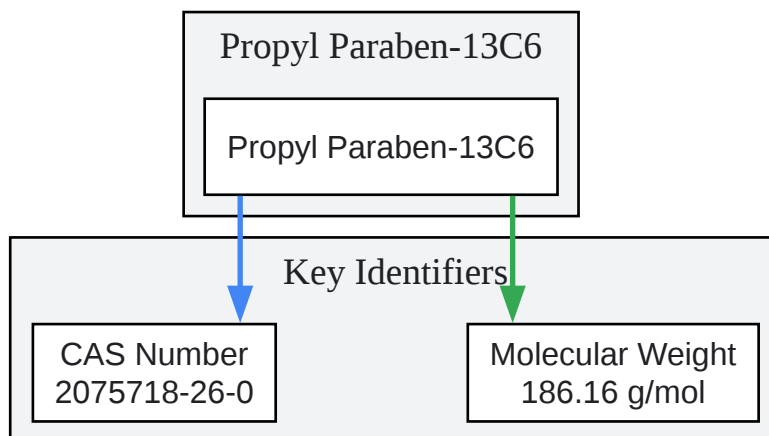 Propyl Paraben-13C6
Propyl Paraben-13C6
Key Identifiers
CAS Number
2075718-26-0
Molecular Weight
186.16 g/mol